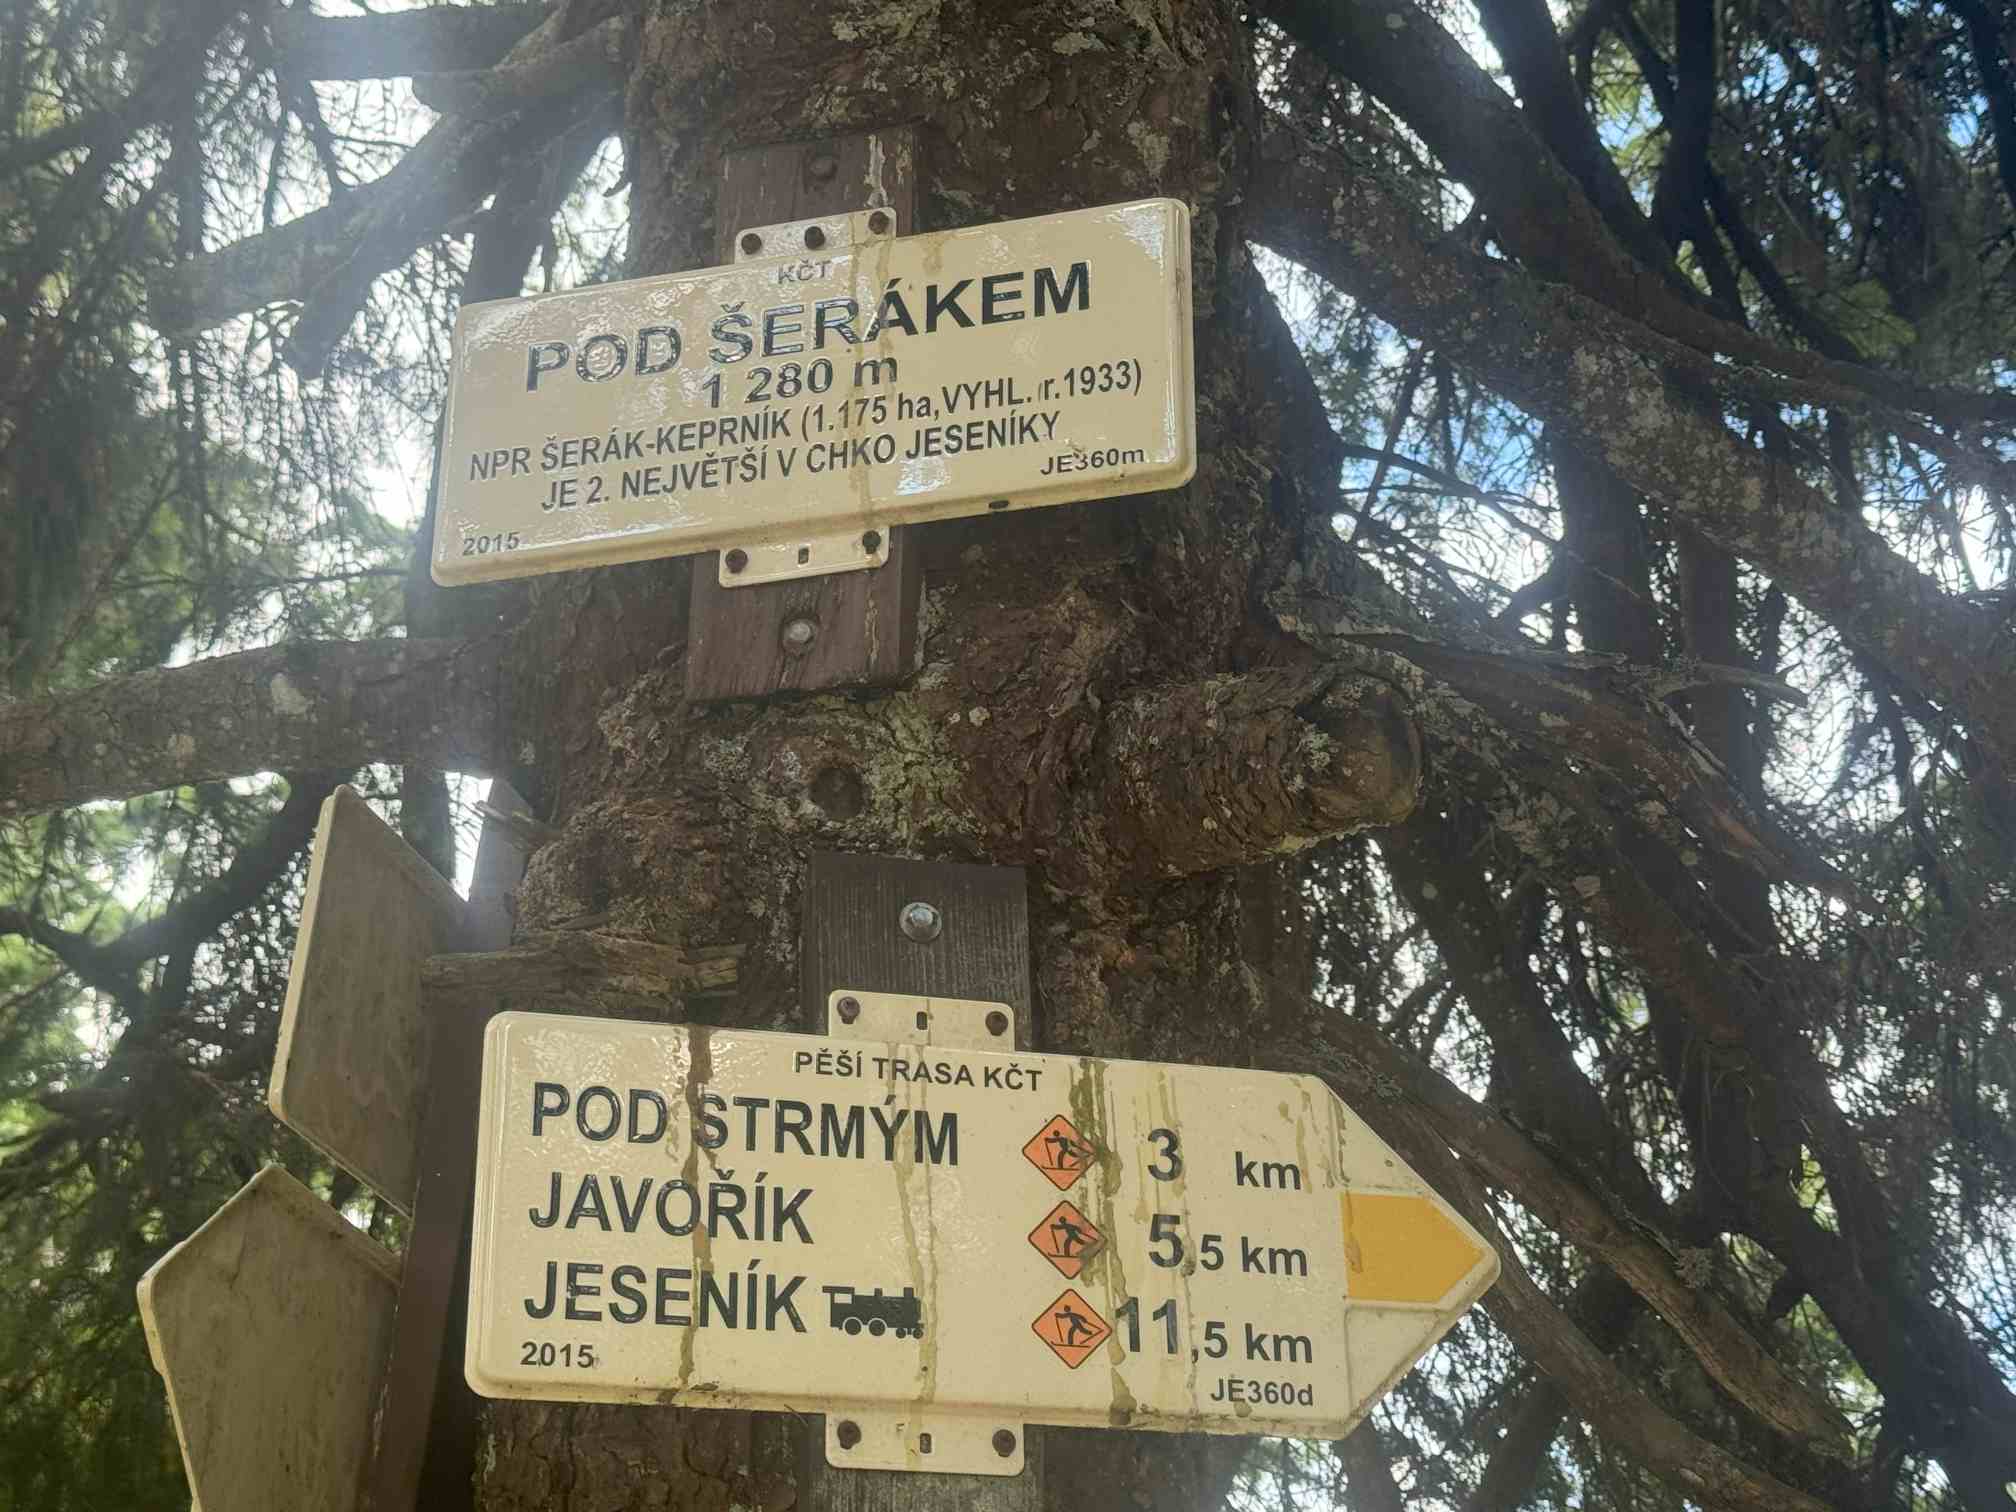 KČT
POD ŠERÁKEM
1 280 m
NPR ŠERÁK-KEPRNÍK (1.175 ha, VYHL. r.1933)
JE 2. NEJVĚTŠÍ V CHKO JESENÍKY
JE360m
2015
PĚŠÍ TRASA KČT
POD STRMÝM 3 km
JAVOŘÍK 5,5 km
JESENÍK 11,5 km
2015 JE360d